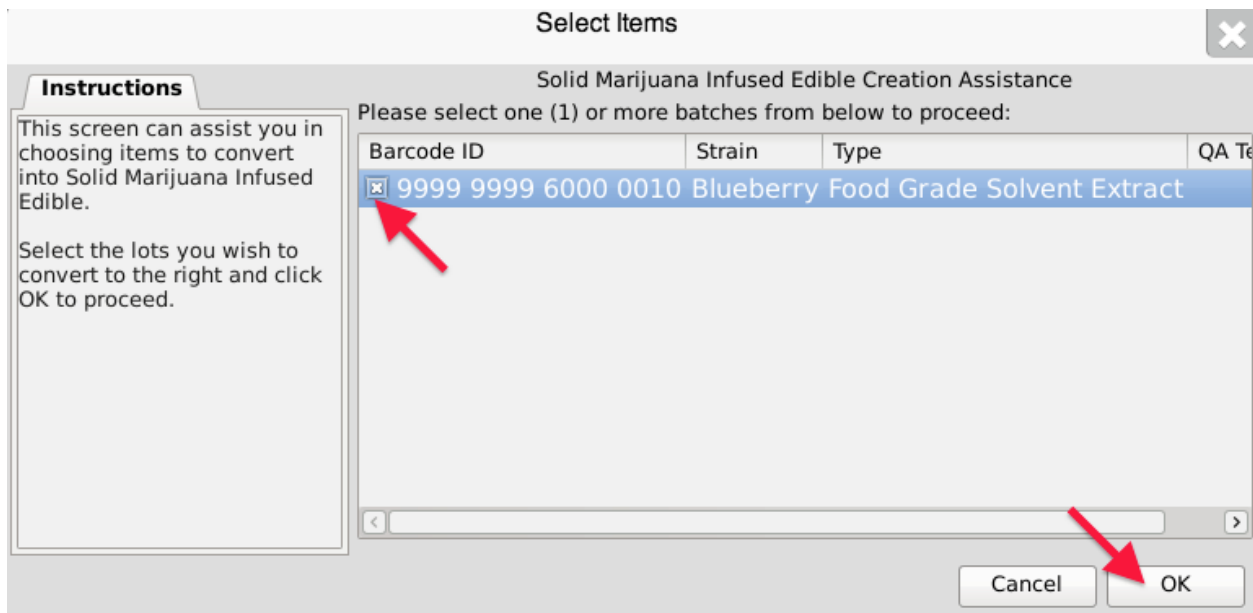 Select Items
Instructions
This screen can assist you in
choosing items to convert
into Solid Marijuana Infused
Edible.
Select the lots you wish to
convert to the right and click
OK to proceed.
Solid Marijuana Infused Edible Creation Assistance
Please select one (1) or more batches from below to proceed:
Barcode ID Strain Type QA Te
9999 9999 6000 0010 Blueberry Food Grade Solvent Extract
Cancel OK